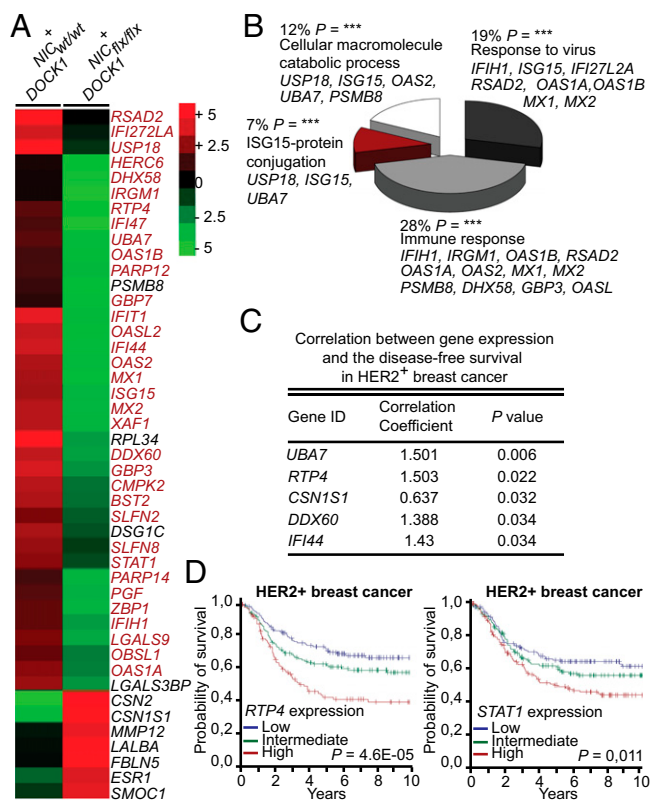 A
NIC wt/wt + DOCK1
NIC flx/flx + DOCK1
RSAD2
IFI272LA
USP18
HERC6
DHX58
IRGM1
RTP4
IFI47
UBA7
OAS1B
PARP12
PSMB8
GBP7
IFIT1
OASL2
IFI44
OAS2
MX1
ISG15
MX2
XAF1
RPL34
DDX60
GBP3
CMPK2
BST2
SLFN2
DSG1C
SLFN8
STAT1
PARP14
PGF
ZBP1
IFIH1
LGALS9
OBSL1
OAS1A
LGALS3BP
CSN2
CSN1S1
MMP12
LALBA
FBLN5
ESR1
SMOC1
+ 5
+ 2.5
0
- 2.5
- 5
B
12% P = ***
Cellular macromolecule
catabolic process
USP18, ISG15, OAS2,
UBA7, PSMB8
7% P = ***
ISG15-protein
conjugation
USP18, ISG15,
UBA7
19% P = ***
Response to virus
IFIH1, ISG15, IFI27L2A
RSAD2, OAS1A,OAS1B
MX1, MX2
28% P = ***
Immune response
IFIH1, IRGM1, OAS1B, RSAD2
OAS1A, OAS2, MX1, MX2
PSMB8, DHX58, GBP3, OASL
C
Correlation between gene expression
and the disease-free survival
in HER2+ breast cancer
Gene ID Correlation Coefficient P value
UBA7 1.501 0.006
RTP4 1.503 0.022
CSN1S1 0.637 0.032
DDX60 1.388 0.034
IFI44 1.43 0.034
D
HER2+ breast cancer
Probability of survival
1,0
0,8
0,6
0,4
0,2
0,0
RTP4 expression
Low
Intermediate
High
P = 4.6E-05
0 2 4 6 8 10
Years
HER2+ breast cancer
Probability of survival
1,0
0,8
0,6
0,4
0,2
0,0
STAT1 expression
Low
Intermediate
High
P = 0,011
0 2 4 6 8 10
Years